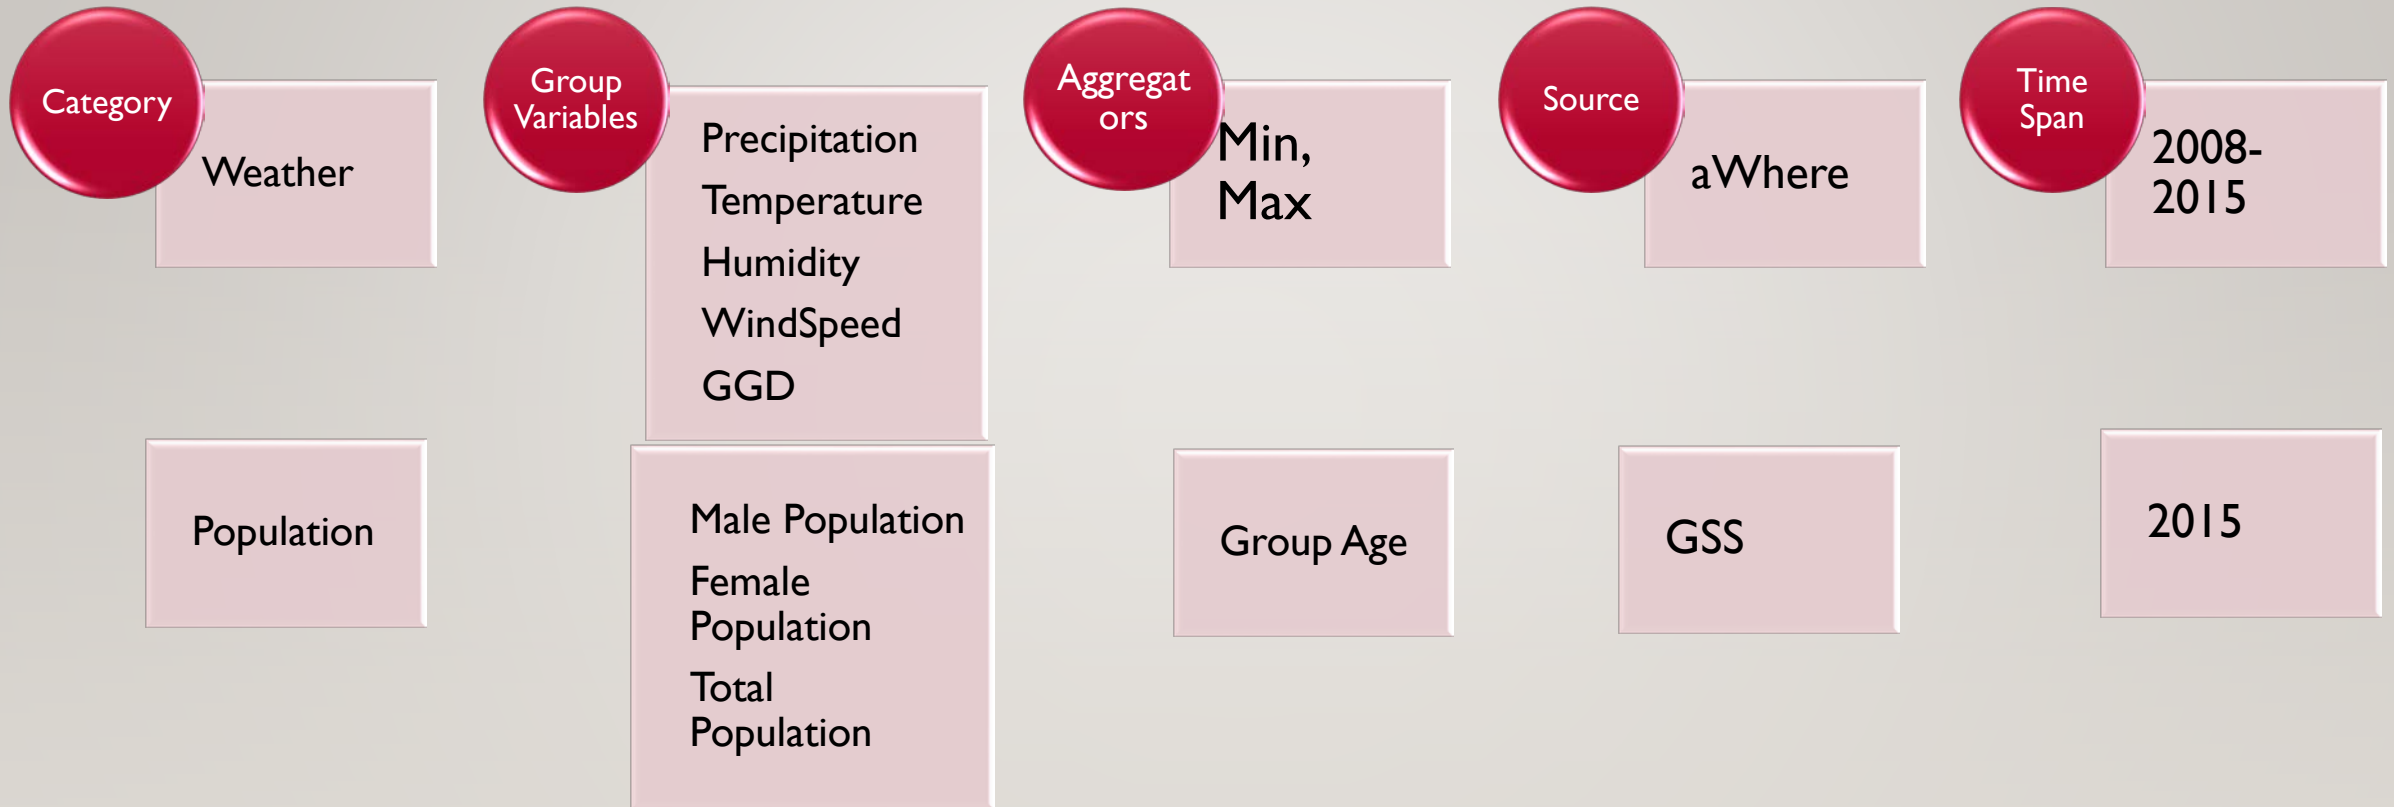 Category
Weather
Group
Variables
Precipitation
Temperature
Humidity
WindSpeed
GGD
Aggregat
ors
Min,
Max
Source
aWhere
Time
Span
2008-
2015
Population
Male Population
Female
Population
Total
Population
Group Age
GSS
2015